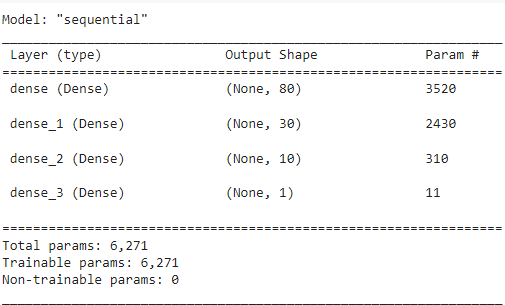 Model: "sequential"
Layer (type) Output Shape Param #
dense (Dense) (None, 80) 3520
dense_1 (Dense) (None, 30) 2430
dense_2 (Dense) (None, 10) 310
dense_3 (Dense) (None, 1) 11
Total params: 6,271
Trainable params: 6,271
Non-trainable params: 0